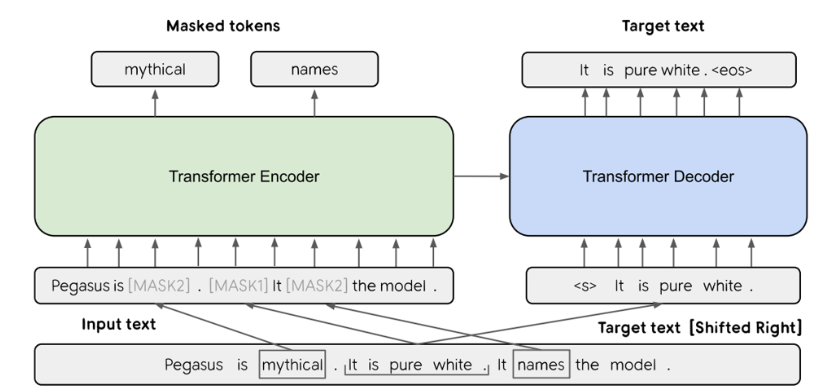 Masked tokens
Target text
mythical
names
It is pure white . <eos>
Transformer Encoder
Transformer Decoder
Pegasus is [MASK2] . [MASK1] It [MASK2] the model .
<s> It is pure white .
Input text
Target text [Shifted Right]
Pegasus is mythical . It is pure white . It names the model .